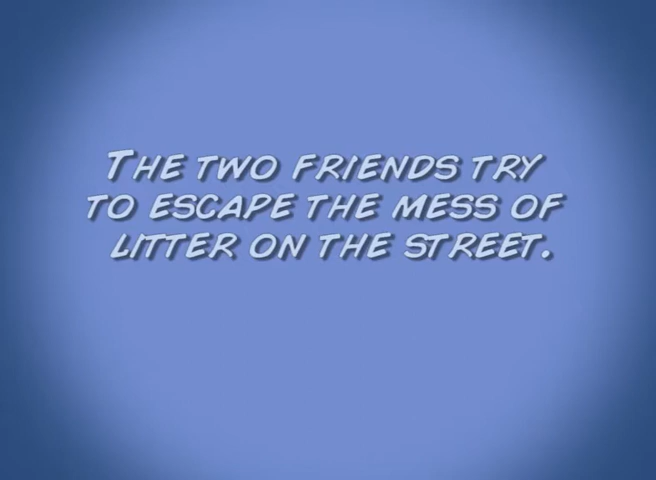 THE TWO FRIENDS TRY
TO ESCAPE THE MESS OF
LITTER ON THE STREET.